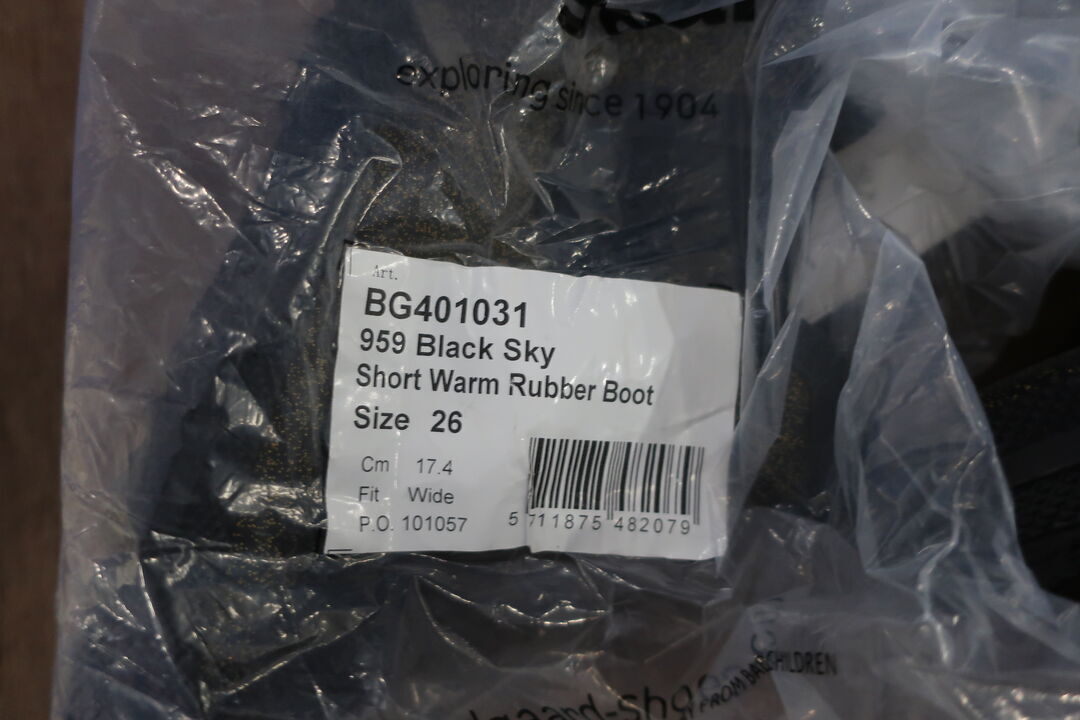 exploring since 1904
Art.
BG401031
959 Black Sky
Short Warm Rubber Boot
Size 26
Cm 17.4
Fit Wide
P.O. 101057
5 711875 482079
CHILDREN